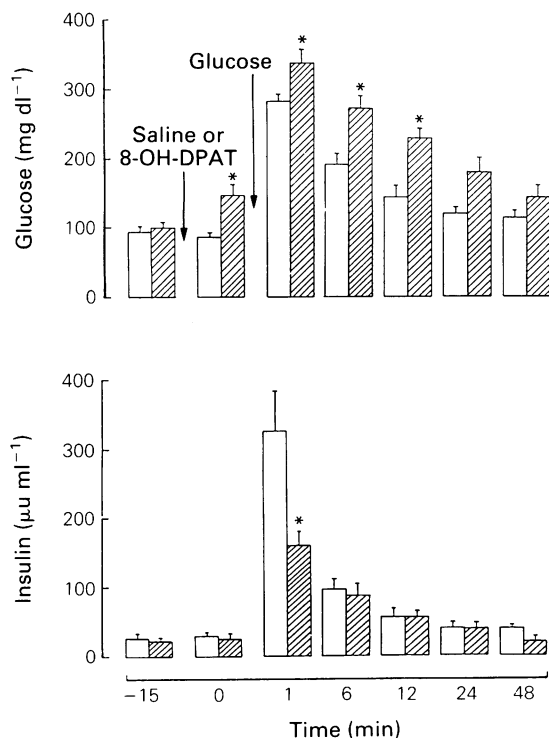 400
300
200
100
0
Glucose (mg dl⁻¹)
Saline or
8-OH-DPAT
Glucose
*
*
*
*
400
300
200
100
0
Insulin (µu ml⁻¹)
*
−15 0 1 6 12 24 48
Time (min)